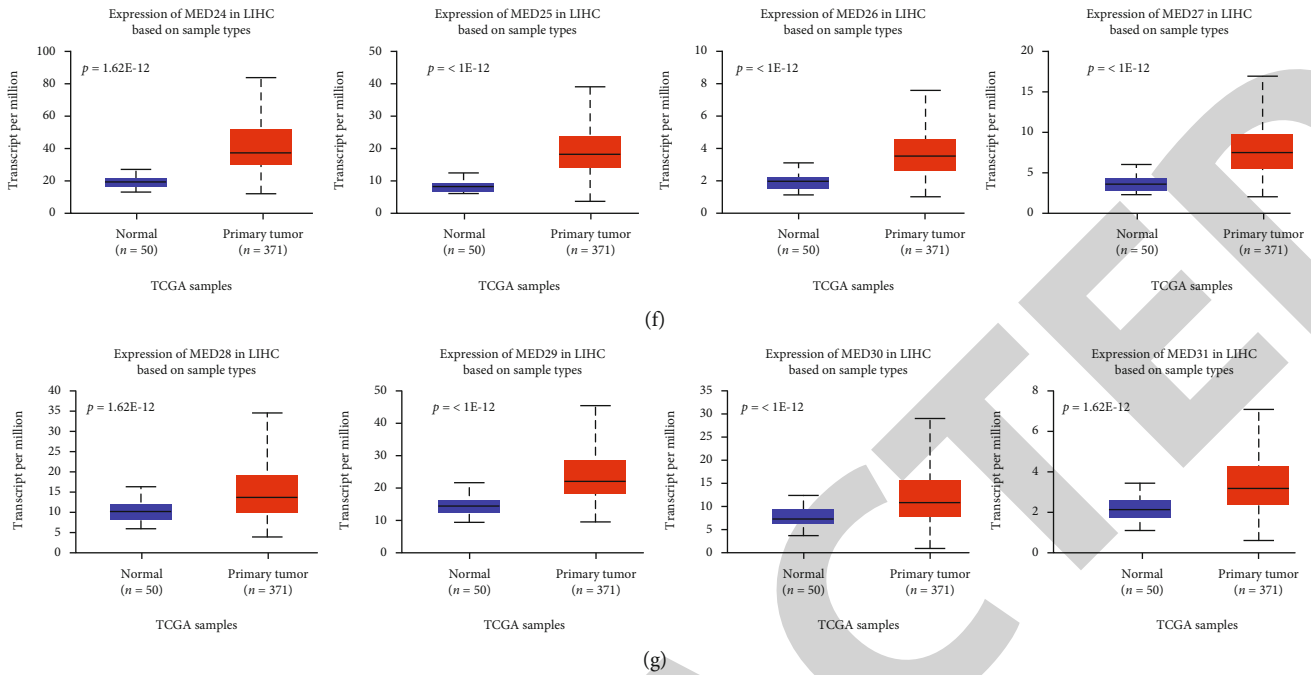 Expression of MED24 in LIHC
based on sample types
p = 1.62E-12
Transcript per million
100
80
60
40
20
0
Normal
(n = 50)
Primary tumor
(n = 371)
TCGA samples
Expression of MED25 in LIHC
based on sample types
p = < 1E-12
Transcript per million
50
40
30
20
10
0
Normal
(n = 50)
Primary tumor
(n = 371)
TCGA samples
Expression of MED26 in LIHC
based on sample types
p = < 1E-12
Transcript per million
10
8
6
4
2
0
Normal
(n = 50)
Primary tumor
(n = 371)
TCGA samples
Expression of MED27 in LIHC
based on sample types
p = < 1E-12
Transcript per million
20
15
10
5
0
Normal
(n = 50)
Primary tumor
(n = 371)
TCGA samples
(f)
Expression of MED28 in LIHC
based on sample types
p = 1.62E-12
Transcript per million
40
35
30
25
20
15
10
5
0
Normal
(n = 50)
Primary tumor
(n = 371)
TCGA samples
Expression of MED29 in LIHC
based on sample types
p = < 1E-12
Transcript per million
50
40
30
20
10
0
Normal
(n = 50)
Primary tumor
(n = 371)
TCGA samples
Expression of MED30 in LIHC
based on sample types
p = < 1E-12
Transcript per million
35
30
25
20
15
10
5
0
Normal
(n = 50)
Primary tumor
(n = 371)
TCGA samples
Expression of MED31 in LIHC
based on sample types
p = 1.62E-12
Transcript per million
8
6
4
2
0
Normal
(n = 50)
Primary tumor
(n = 371)
TCGA samples
(g)